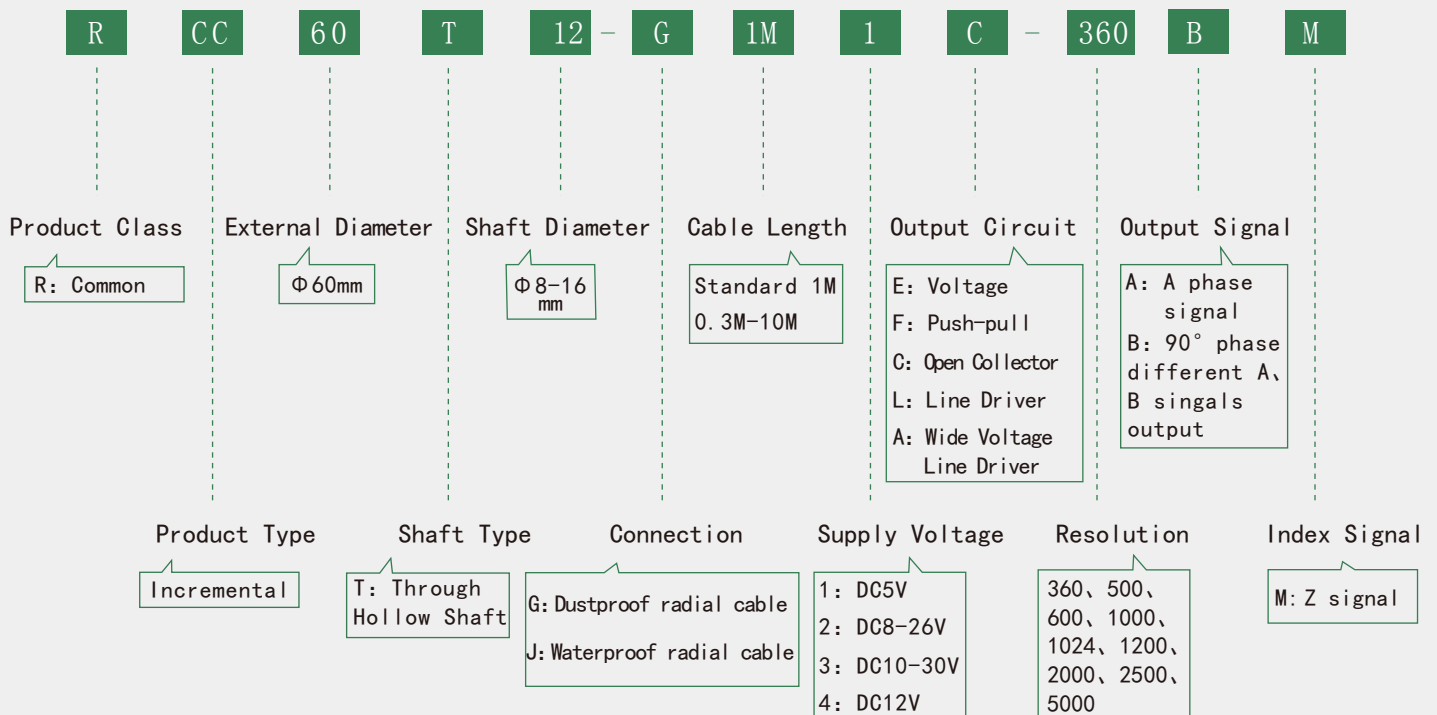 R CC 60 T 12 - G 1M 1 C - 360 B M
Product Class
R: Common
External Diameter
Φ60mm
Shaft Diameter
Φ8-16
mm
Cable Length
Standard 1M
0.3M-10M
Output Circuit
E: Voltage
F: Push-pull
C: Open Collector
L: Line Driver
A: Wide Voltage
Line Driver
Output Signal
A: A phase
signal
B: 90° phase
different A、
B singals
output
Product Type
Incremental
Shaft Type
T: Through
Hollow Shaft
Connection
G: Dustproof radial cable
J: Waterproof radial cable
Supply Voltage
1: DC5V
2: DC8-26V
3: DC10-30V
4: DC12V
Resolution
360、500、
600、1000、
1024、1200、
2000、2500、
5000
Index Signal
M: Z signal